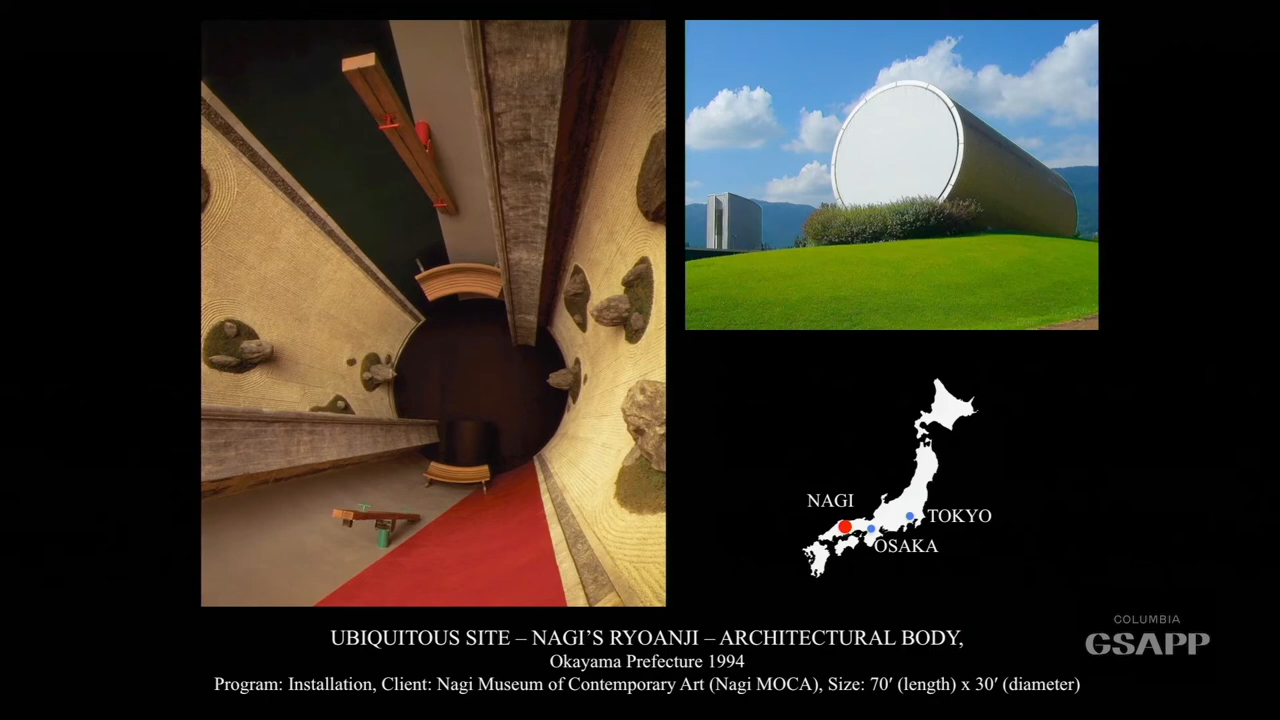 NAGI
TOKYO
OSAKA
COLUMBIA
GSAPP
UBIQUITOUS SITE – NAGI’S RYOANJI – ARCHITECTURAL BODY,
Okayama Prefecture 1994
Program: Installation, Client: Nagi Museum of Contemporary Art (Nagi MOCA), Size: 70′ (length) x 30′ (diameter)